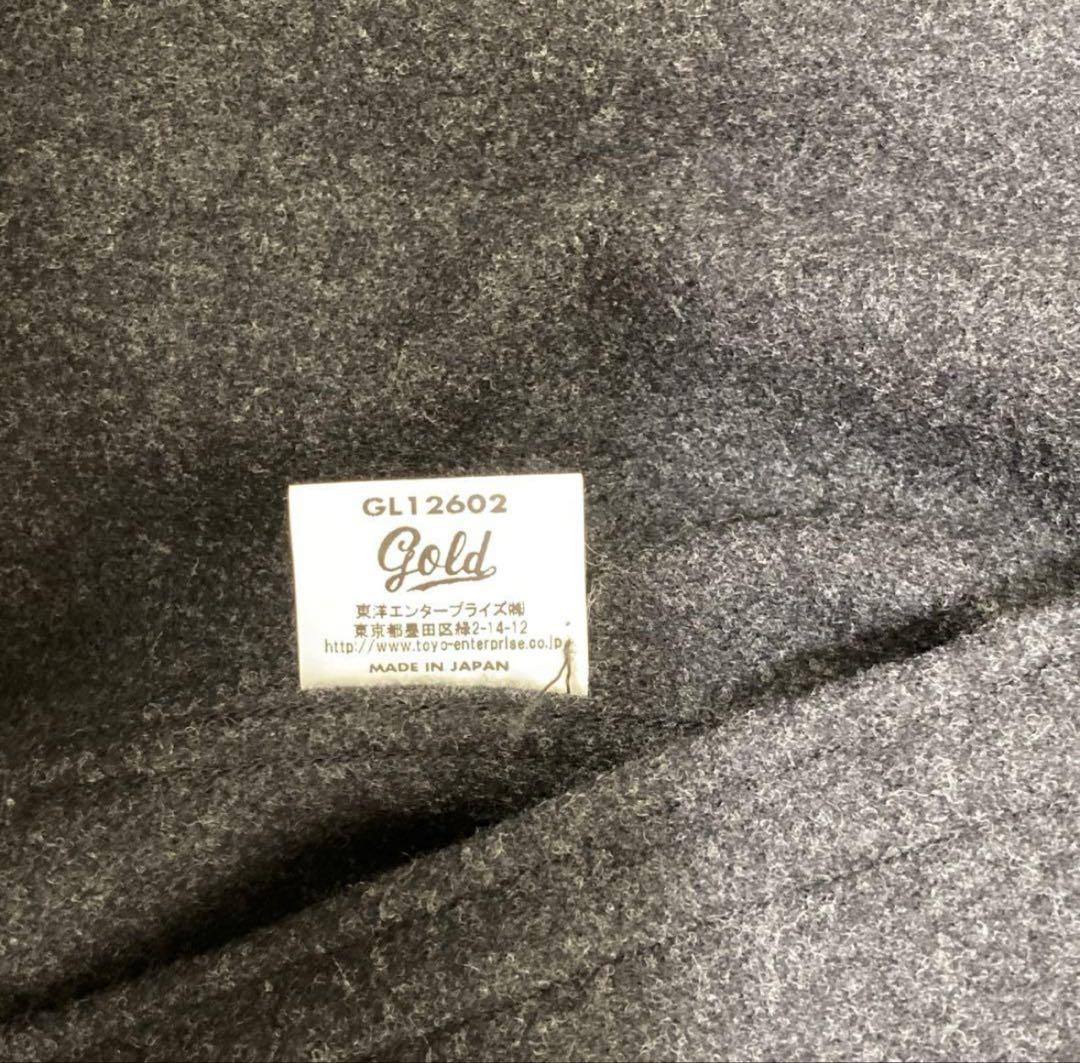 GL12602
Gold
東洋エンタープライズ㈱
東京都墨田区緑2-14-12
http://www.toyo-enterprise.co.jp
MADE IN JAPAN